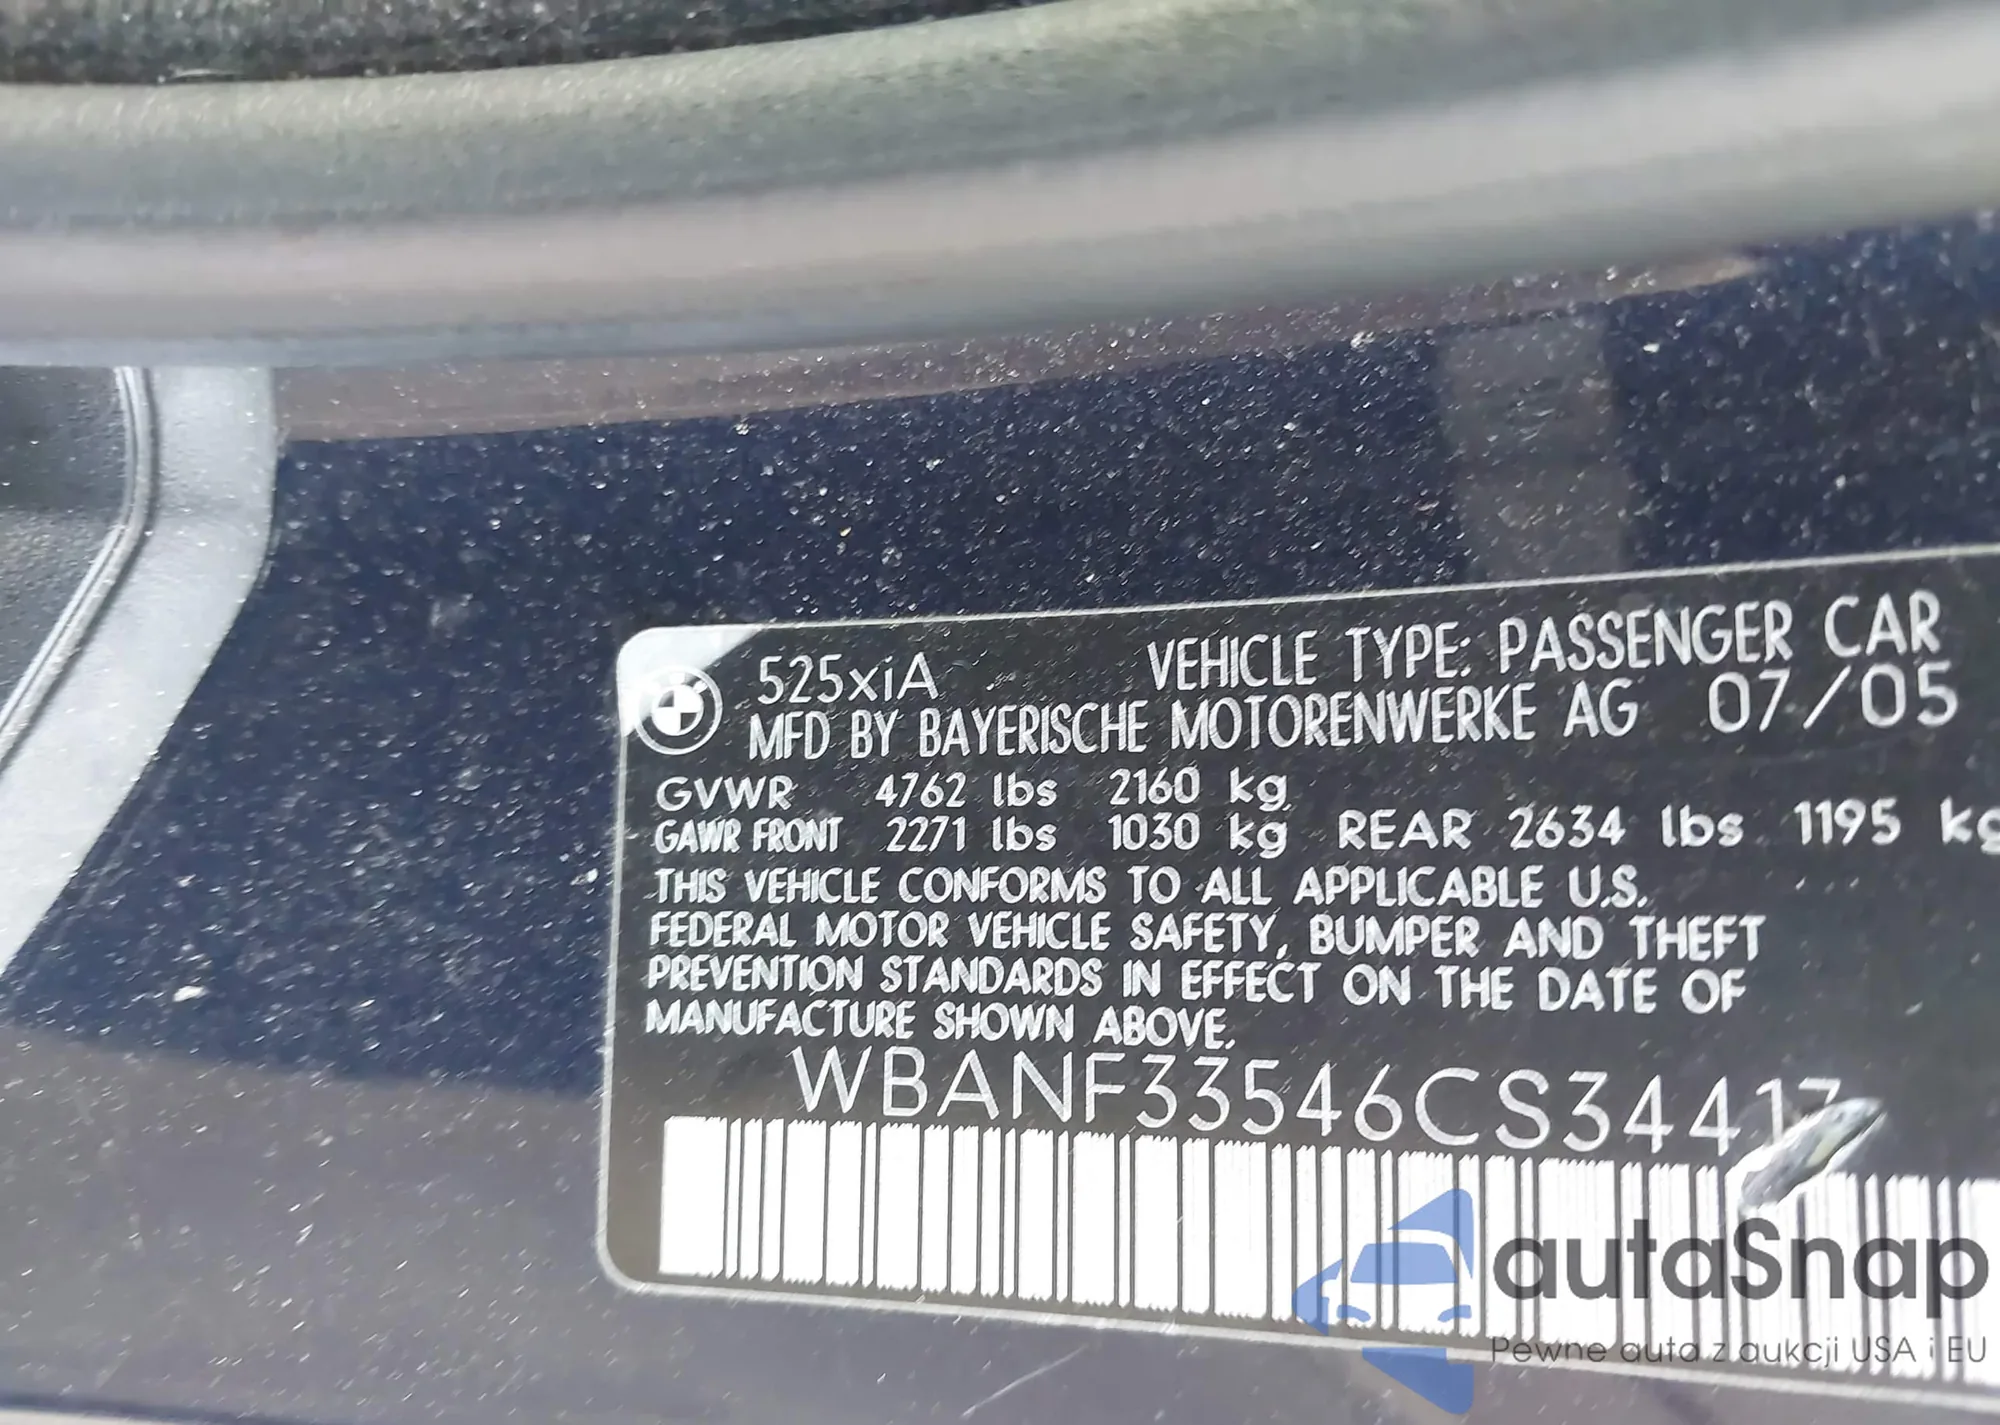 525xiA VEHICLE TYPE: PASSENGER CAR
MFD BY BAYERISCHE MOTORENWERKE AG 07/05
GVWR 4762 lbs 2160 kg
GAWR FRONT 2271 lbs 1030 kg REAR 2634 lbs 1195 kg
THIS VEHICLE CONFORMS TO ALL APPLICABLE U.S.
FEDERAL MOTOR VEHICLE SAFETY, BUMPER AND THEFT
PREVENTION STANDARDS IN EFFECT ON THE DATE OF
MANUFACTURE SHOWN ABOVE.
WBANF33546CS34417
autaSnap
Pewne auta z aukcji USA i EU